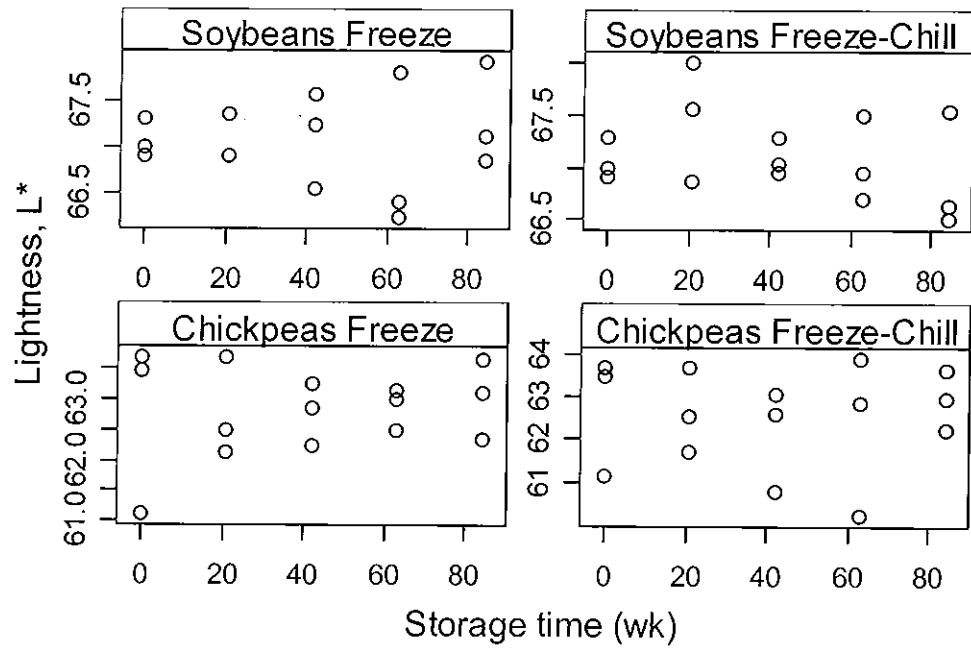 Soybeans Freeze
Soybeans Freeze-Chill
67.5
66.5
0 20 40 60 80
67.5
66.5
0 20 40 60 80
Lightness, L*
Chickpeas Freeze
Chickpeas Freeze-Chill
63.0
62.0
61.0
0 20 40 60 80
64
63
62
61
0 20 40 60 80
Storage time (wk)